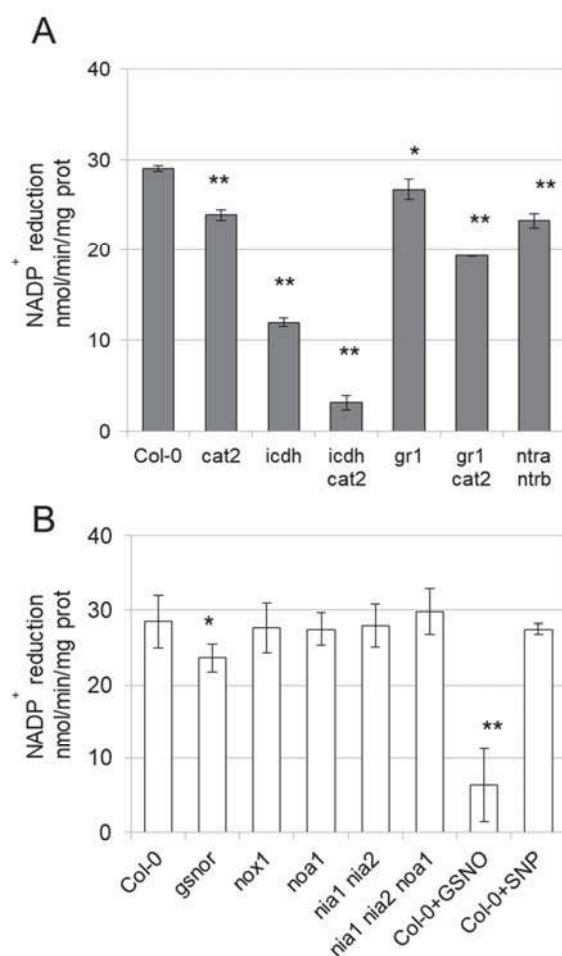 A
NADP+ reduction
nmol/min/mg prot
40
30
20
10
0
**
**
**
*
**
**
Col-0 cat2 icdh icdh gr1 gr1 ntra
cat2 cat2 ntrb
B
NADP+ reduction
nmol/min/mg prot
40
30
20
10
0
*
**
Col-0
gsnor
nox1
noa1
nia1 nia2
nia1 nia2 noa1
Col-0+GSNO
Col-0+SNP